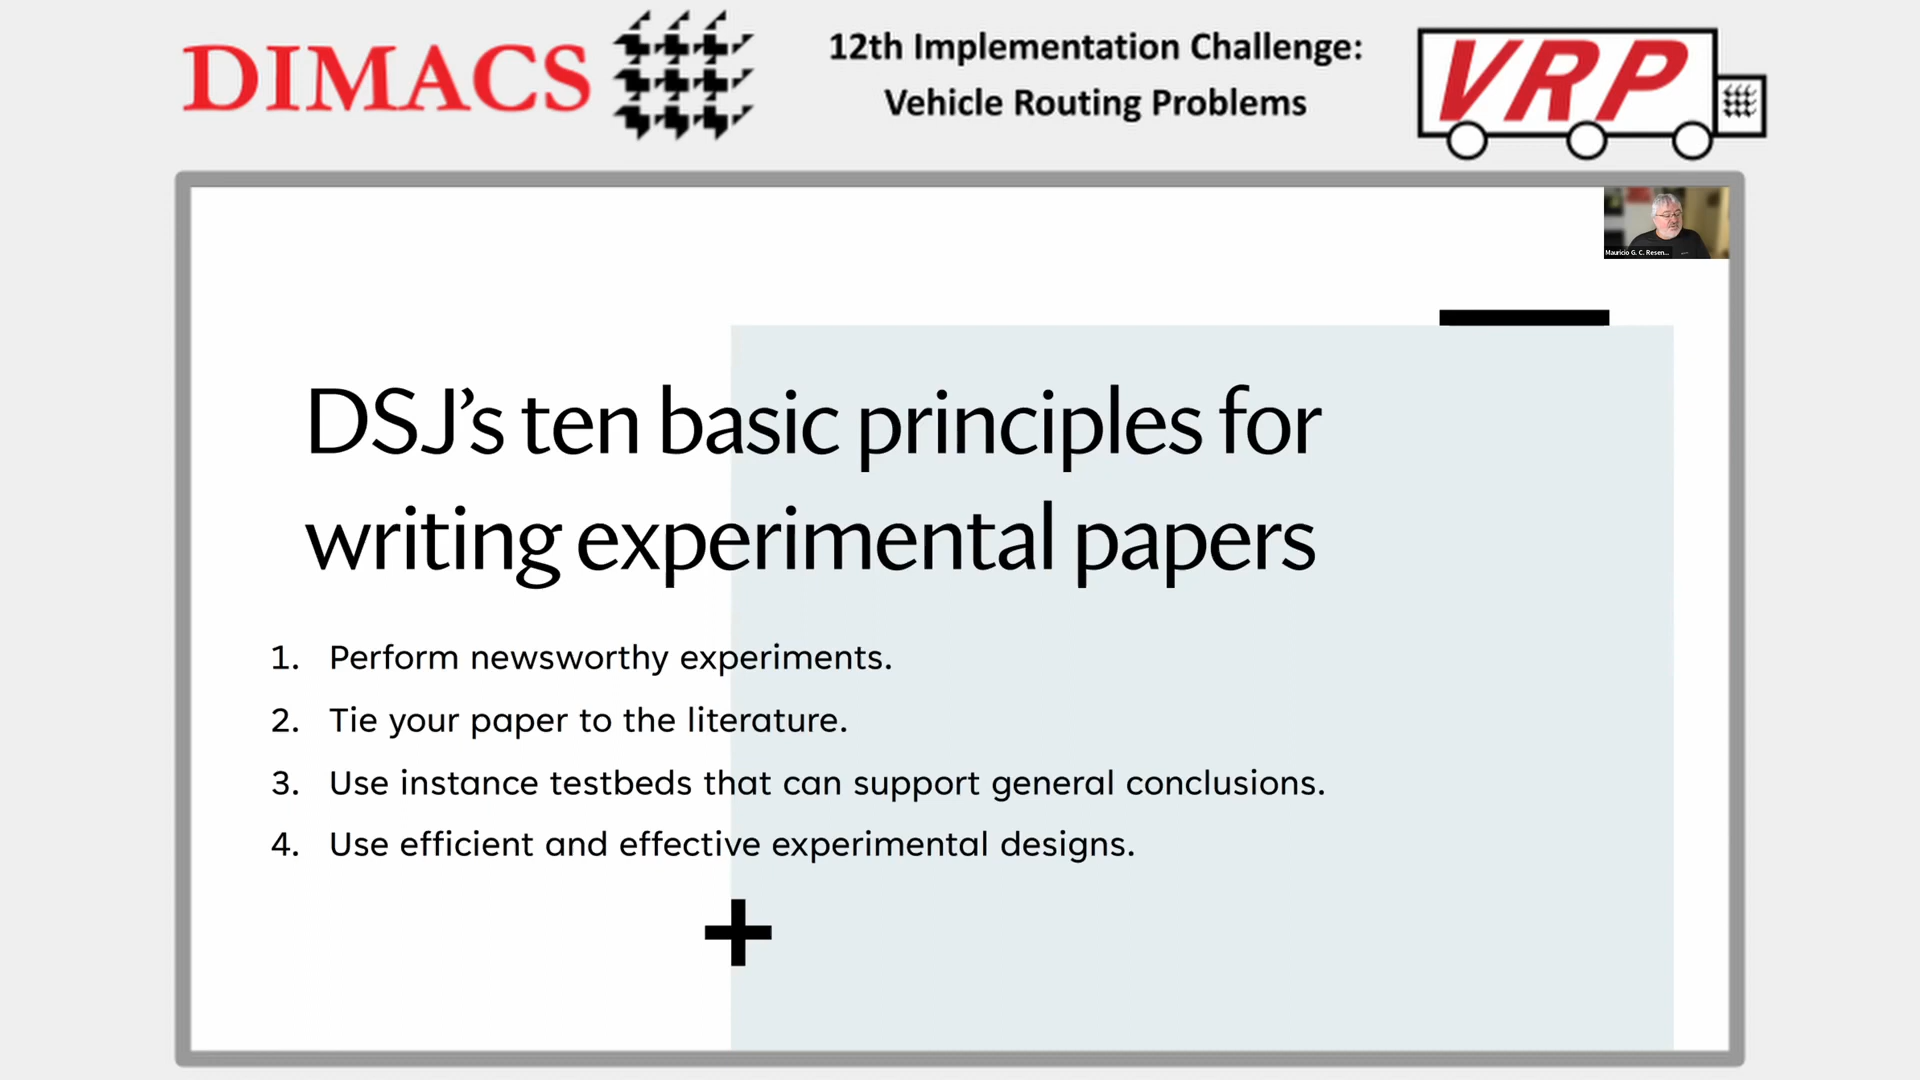 DIMACS
12th Implementation Challenge:
Vehicle Routing Problems
VRP
Mauricio G. C. Resen...
DSJ’s ten basic principles for
writing experimental papers
1. Perform newsworthy experiments.
2. Tie your paper to the literature.
3. Use instance testbeds that can support general conclusions.
4. Use efficient and effective experimental designs.